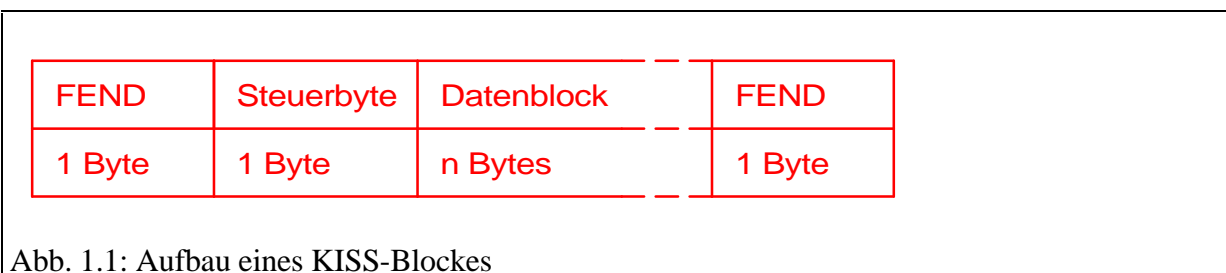 FEND Steuerbyte Datenblock FEND
1 Byte 1 Byte n Bytes 1 Byte
Abb. 1.1: Aufbau eines KISS-Blockes